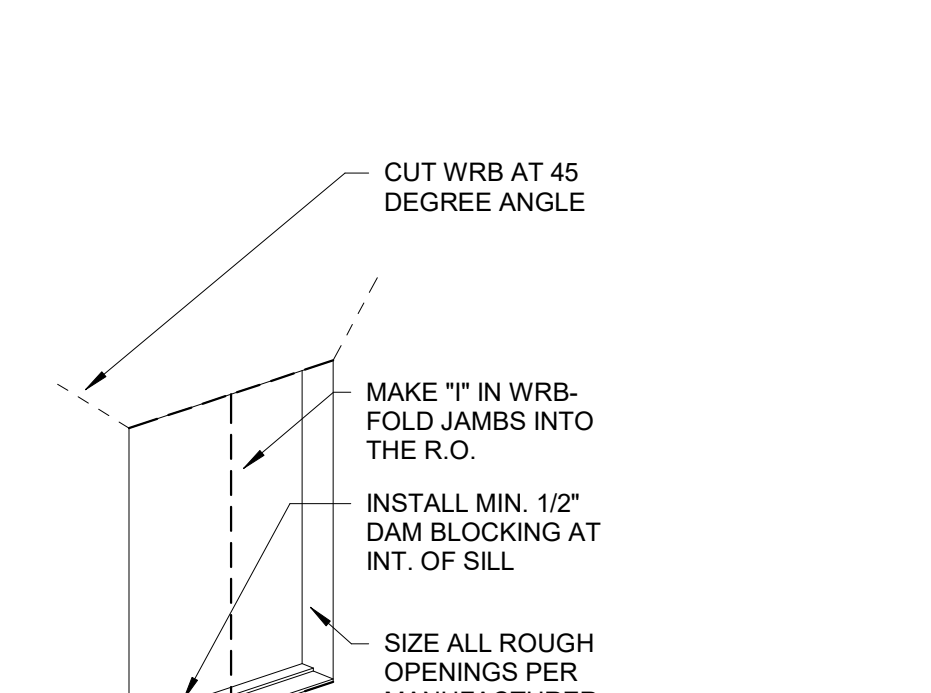 CUT WRB AT 45
DEGREE ANGLE
MAKE "I" IN WRB-
FOLD JAMBS INTO
THE R.O.
INSTALL MIN. 1/2"
DAM BLOCKING AT
INT. OF SILL
SIZE ALL ROUGH
OPENINGS PER
MANUFACTURER